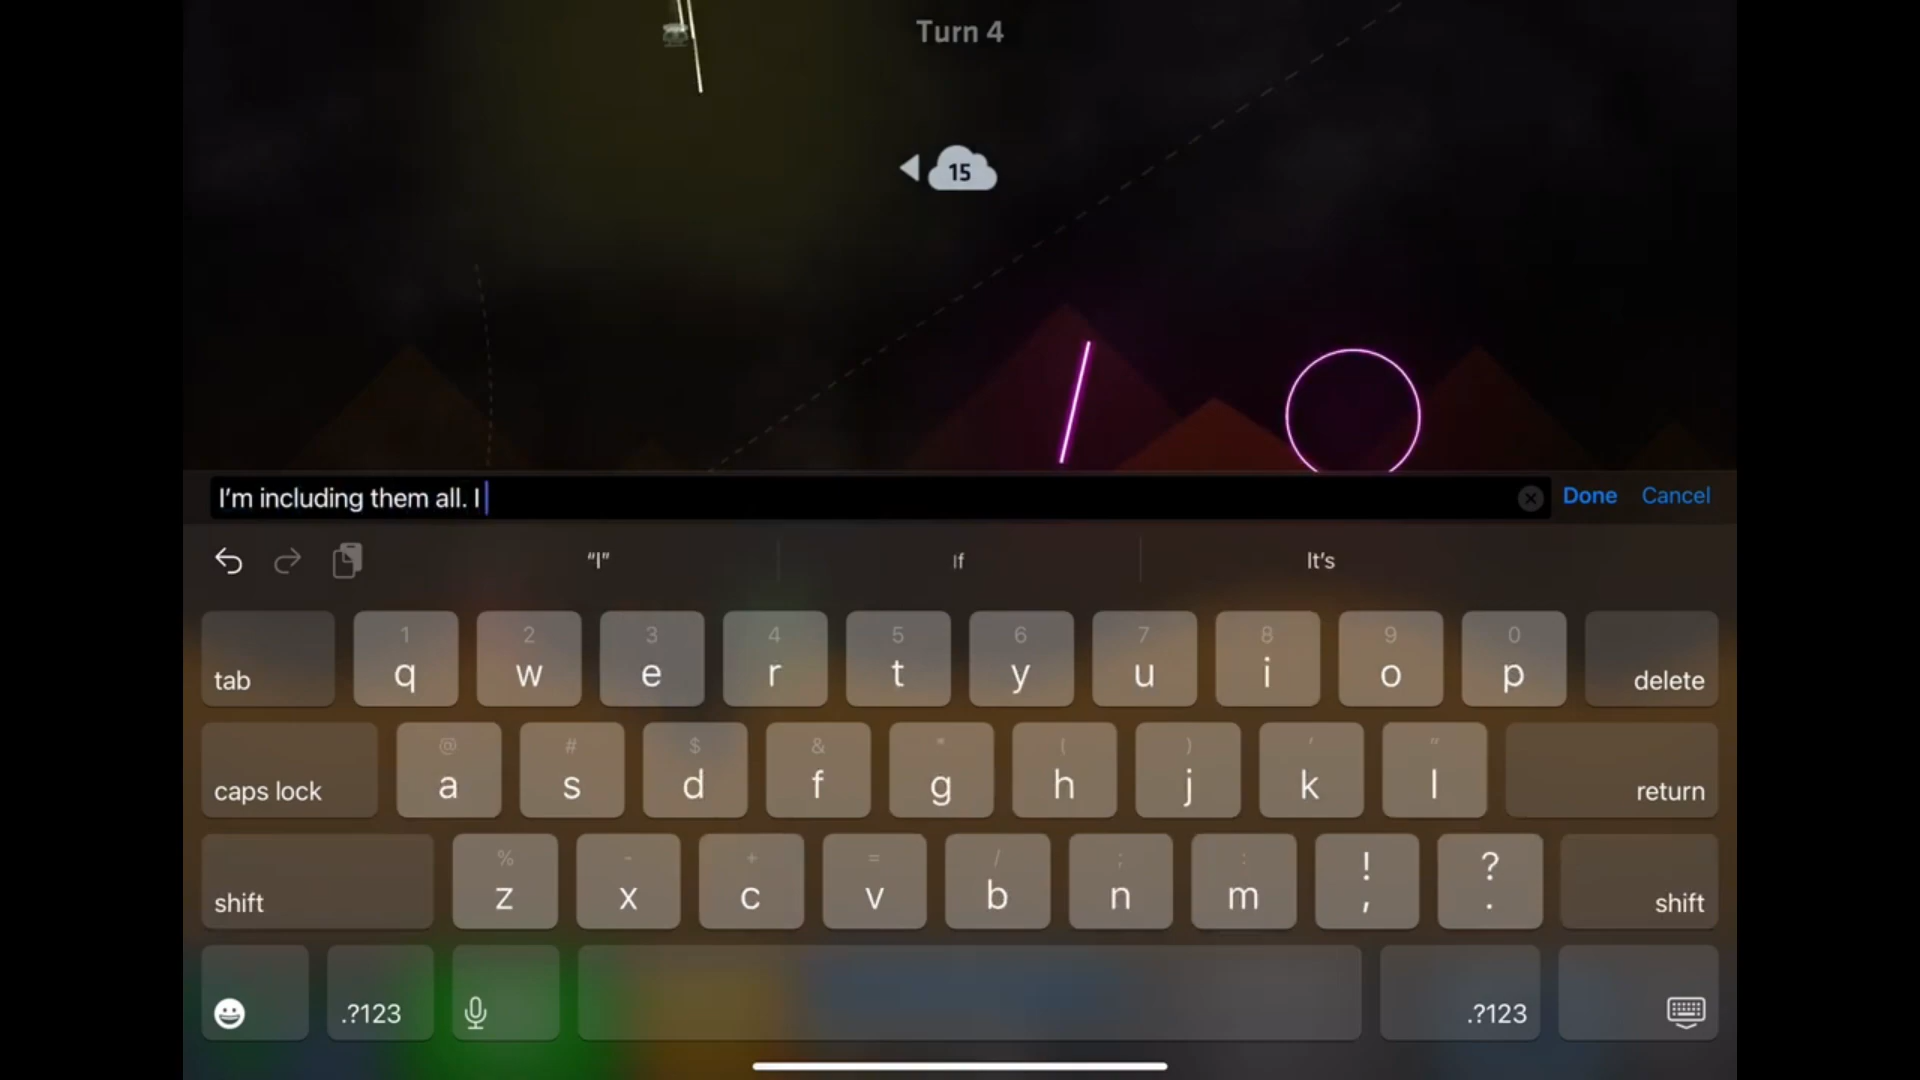 Turn 4
15
I'm including them all. I
Done Cancel
"I" If It's
1 2 3 4 5 6 7 8 9 0
tab q w e r t y u i o p delete
@ # $ & * ( ) ' "
caps lock a s d f g h j k l return
% - + = / ; : ! ?
shift z x c v b n m , . shift
.?123 .?123